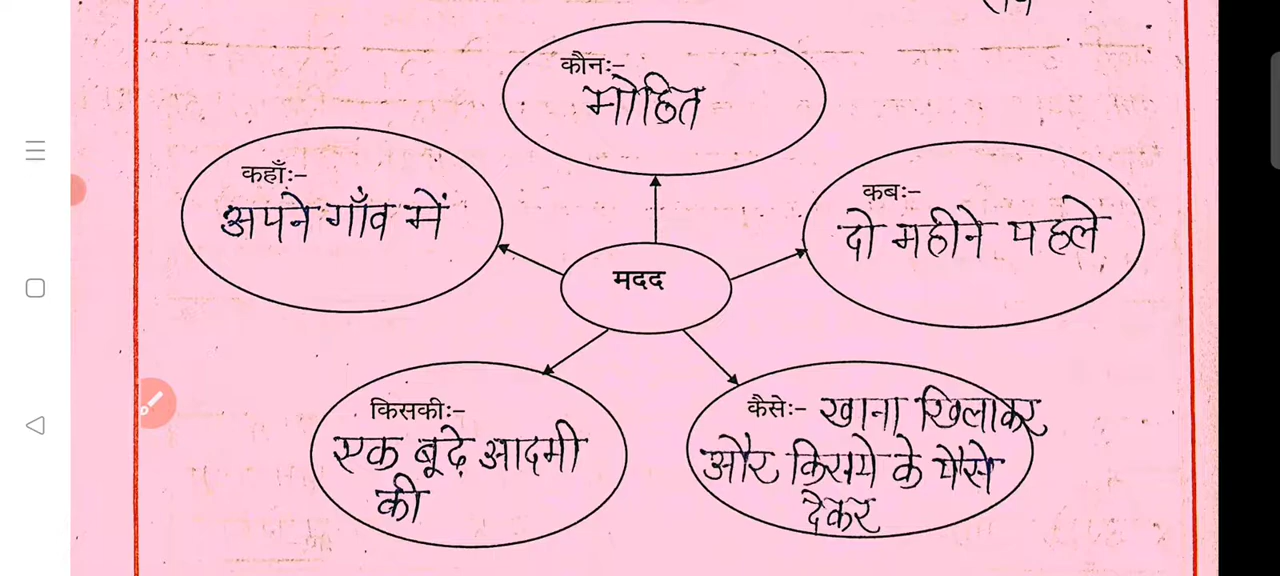 कौनः-
मोहित
कहाँः-
अपने गाँव में
कबः-
दो महीने पहले
मदद
किसकीः-
एक बूढ़े आदमी
की
कैसेः- खाना खिलाकर
और किराये के पैसे
देकर